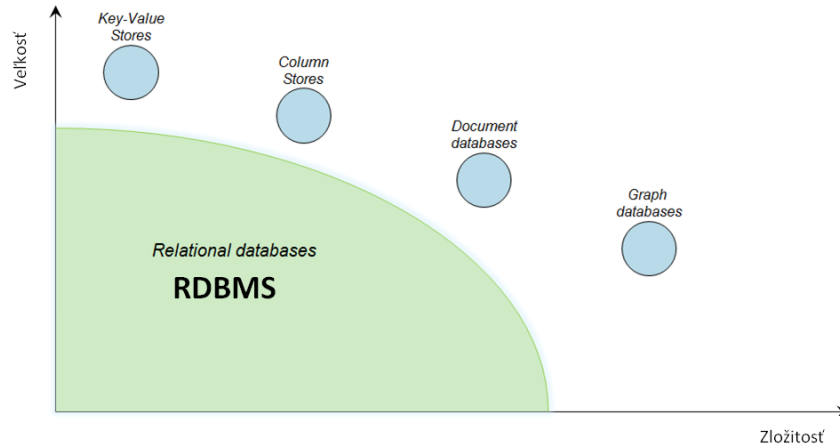 Key-Value
Stores
Veľkosť
Column
Stores
Document
databases
Graph
databases
Relational databases
RDBMS
Zložitosť